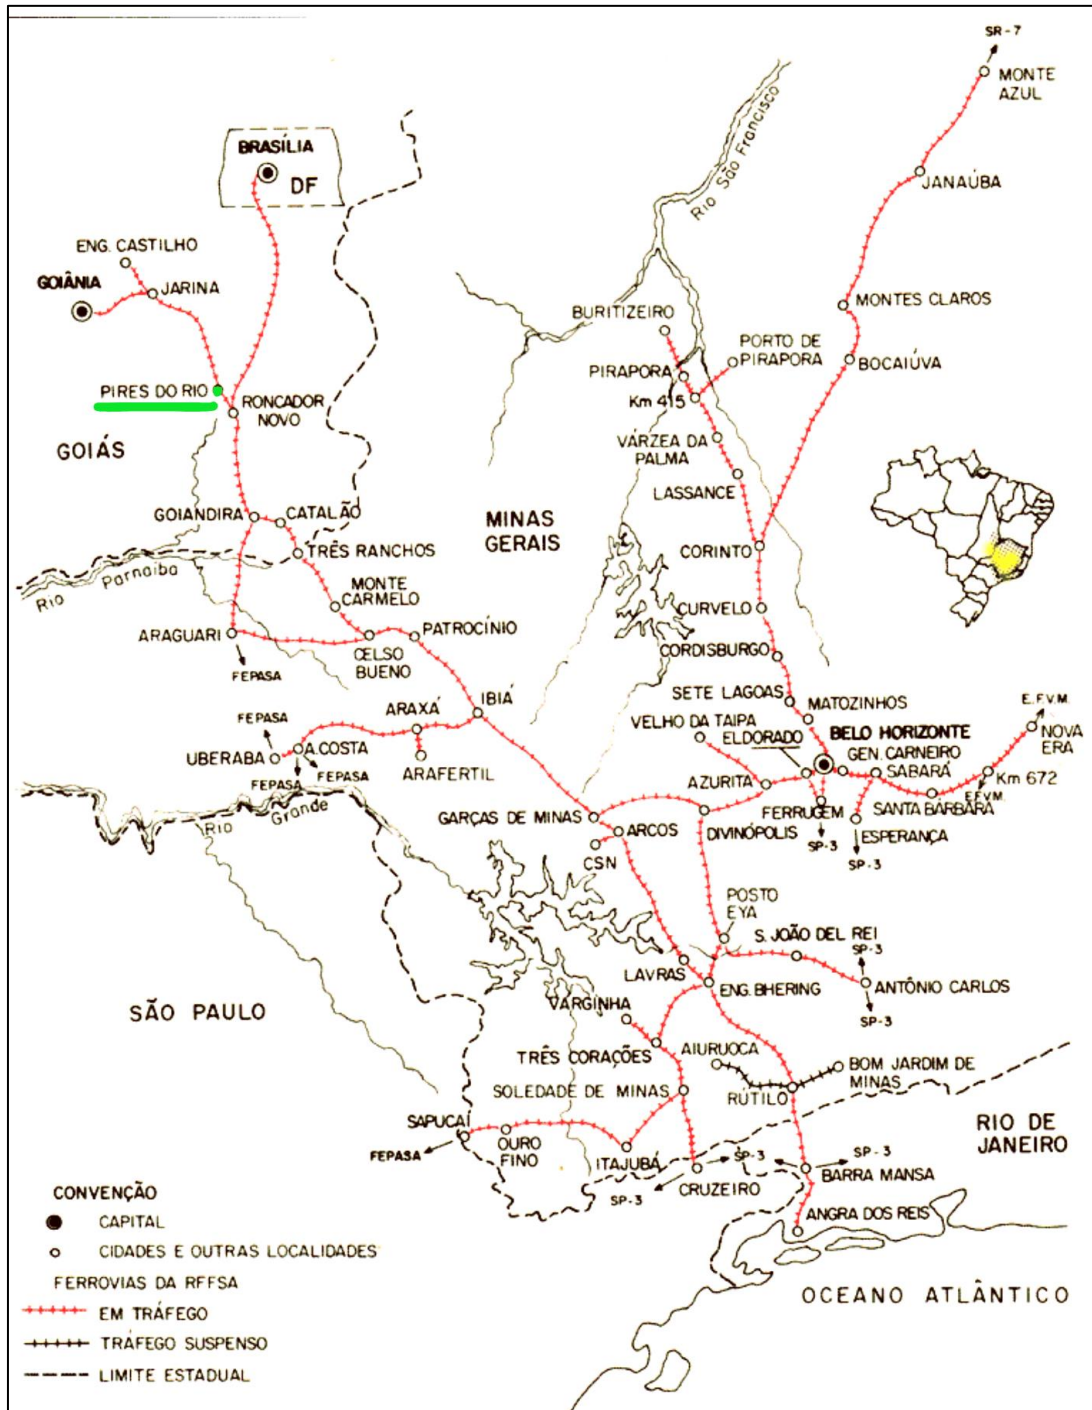 SR-7
MONTE
AZUL
BRASÍLIA
DF
Rio São Francisco
JANAÚBA
ENG. CASTILHO
GOIÂNIA
JARINA
MONTES CLAROS
BURITIZEIRO
PORTO DE
PIRAPORA
BOCAIÚVA
PIRAPORA
Km 415
PIRES DO RIO
RONCADOR
NOVO
GOIÁS
VÁRZEA DA
PALMA
LASSANCE
GOIANDIRA
CATALÃO
MINAS
GERAIS
CORINTO
TRÊS RANCHOS
Rio Parnaiba
MONTE
CARMELO
CURVELO
ARAGUARI
PATROCÍNIO
CELSO
BUENO
CORDISBURGO
FEPASA
IBIÁ
SETE LAGOAS
MATOZINHOS
ARAXÁ
VELHO DA TAIPA
E.F.V.M.
FEPASA
ELDORADO
BELO HORIZONTE
NOVA
ERA
UBERABA
A.COSTA
GEN. CARNEIRO
SABARÁ
FEPASA
FEPASA
ARAFERTIL
AZURITA
Km 672
E.F.V.M.
SANTA BÁRBARA
Rio Grande
GARÇAS DE MINAS
ARCOS
DIVINÓPOLIS
FERRUGEM
ESPERANÇA
SP-3
SP-3
CSN
POSTO
EYA
S. JOÃO DEL REI
SP-3
LAVRAS
ENG. BHERING
ANTÔNIO CARLOS
SÃO PAULO
VARGINHA
SP-3
TRÊS CORAÇÕES
AIURUOCA
BOM JARDIM DE
MINAS
SOLEDADE DE MINAS
RÚTILO
SAPUCAÍ
RIO DE
JANEIRO
FEPASA
OURO
FINO
ITAJUBÁ
SP-3
SP-3
BARRA MANSA
SP-3
CRUZEIRO
ANGRA DOS REIS
OCEANO ATLÂNTICO
CONVENÇÃO
CAPITAL
CIDADES E OUTRAS LOCALIDADES
FERROVIAS DA RFFSA
EM TRÁFEGO
TRÁFEGO SUSPENSO
LIMITE ESTADUAL